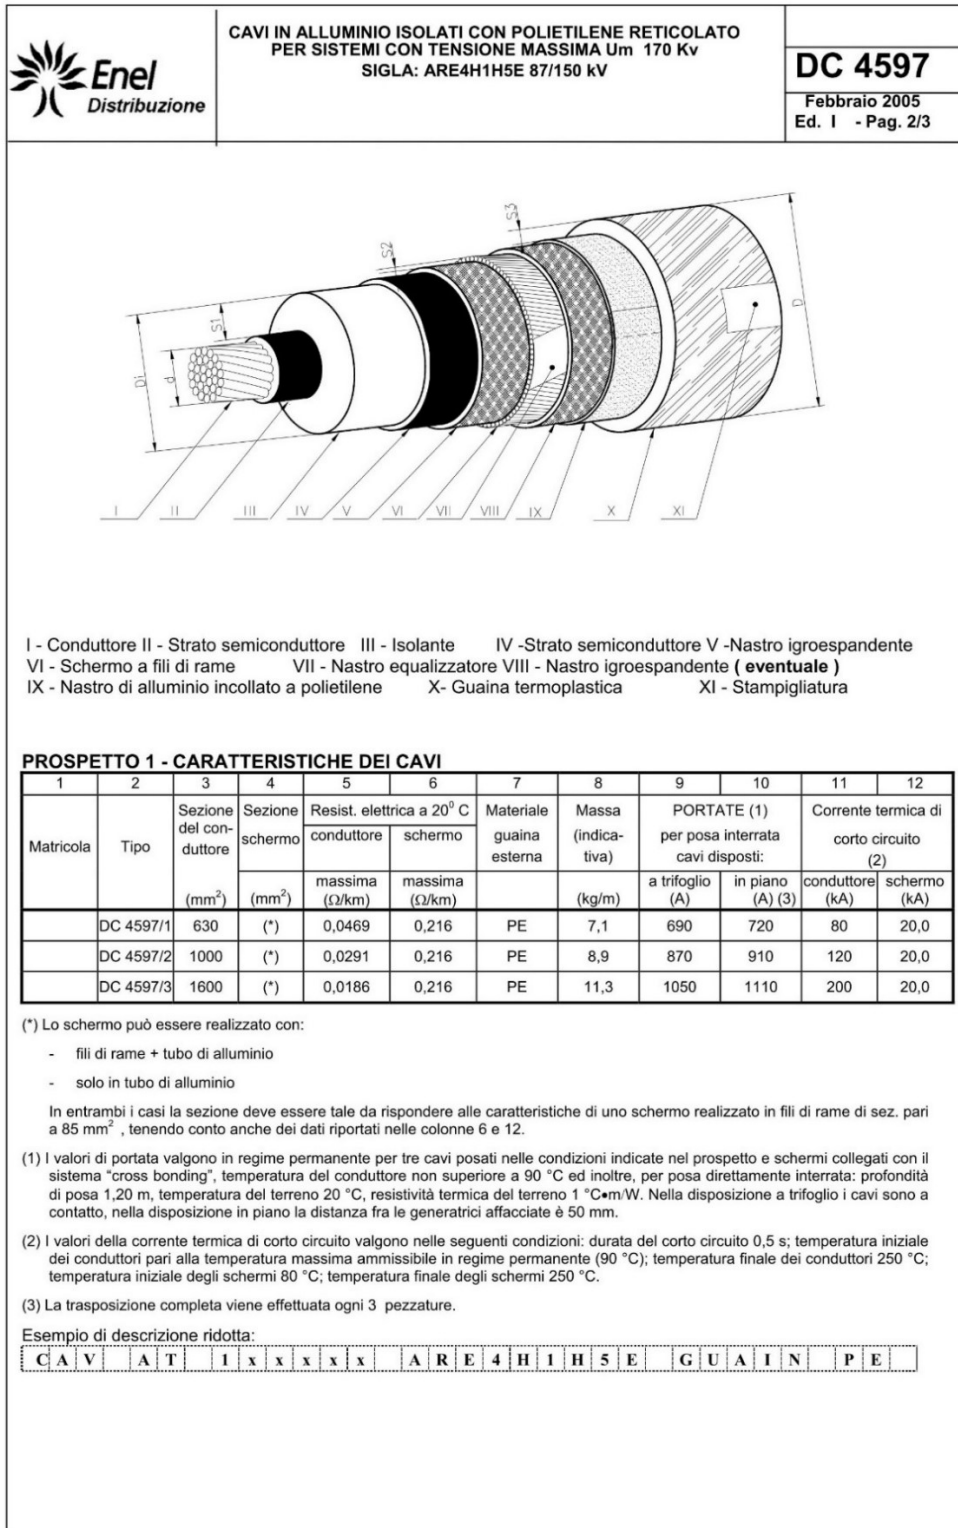 Enel
Distribuzione
CAVI IN ALLUMINIO ISOLATI CON POLIETILENE RETICOLATO
PER SISTEMI CON TENSIONE MASSIMA Um 170 Kv
SIGLA: ARE4H1H5E 87/150 kV
DC 4597
Febbraio 2005
Ed. I - Pag. 2/3
S3
S2
S1
Di
d
D
I II III IV V VI VII VIII IX X XI
I - Conduttore II - Strato semiconduttore III - Isolante IV -Strato semiconduttore V -Nastro igroespandente
VI - Schermo a fili di rame VII - Nastro equalizzatore VIII - Nastro igroespandente ( eventuale )
IX - Nastro di alluminio incollato a polietilene X- Guaina termoplastica XI - Stampigliatura
PROSPETTO 1 - CARATTERISTICHE DEI CAVI
1 2 3 4 5 6 7 8 9 10 11 12
Matricola Tipo Sezione del con- duttore (mm²) Sezione schermo (mm²) Resist. elettrica a 20⁰ C Materiale guaina esterna Massa (indica- tiva) (kg/m) PORTATE (1) per posa interrata cavi disposti: Corrente termica di corto circuito (2)
conduttore schermo
massima (Ω/km) massima (Ω/km) a trifoglio (A) in piano (A) (3) conduttore (kA) schermo (kA)
DC 4597/1 630 (*) 0,0469 0,216 PE 7,1 690 720 80 20,0
DC 4597/2 1000 (*) 0,0291 0,216 PE 8,9 870 910 120 20,0
DC 4597/3 1600 (*) 0,0186 0,216 PE 11,3 1050 1110 200 20,0
(*) Lo schermo può essere realizzato con:
- fili di rame + tubo di alluminio
- solo in tubo di alluminio
In entrambi i casi la sezione deve essere tale da rispondere alle caratteristiche di uno schermo realizzato in fili di rame di sez. pari
a 85 mm² , tenendo conto anche dei dati riportati nelle colonne 6 e 12.
(1) I valori di portata valgono in regime permanente per tre cavi posati nelle condizioni indicate nel prospetto e schermi collegati con il
sistema “cross bonding”, temperatura del conduttore non superiore a 90 °C ed inoltre, per posa direttamente interrata: profondità
di posa 1,20 m, temperatura del terreno 20 °C, resistività termica del terreno 1 °C•m/W. Nella disposizione a trifoglio i cavi sono a
contatto, nella disposizione in piano la distanza fra le generatrici affacciate è 50 mm.
(2) I valori della corrente termica di corto circuito valgono nelle seguenti condizioni: durata del corto circuito 0,5 s; temperatura iniziale
dei conduttori pari alla temperatura massima ammissibile in regime permanente (90 °C); temperatura finale dei conduttori 250 °C;
temperatura iniziale degli schermi 80 °C; temperatura finale degli schermi 250 °C.
(3) La trasposizione completa viene effettuata ogni 3 pezzature.
Esempio di descrizione ridotta:
C A V A T 1 x x x x x A R E 4 H 1 H 5 E G U A I N P E